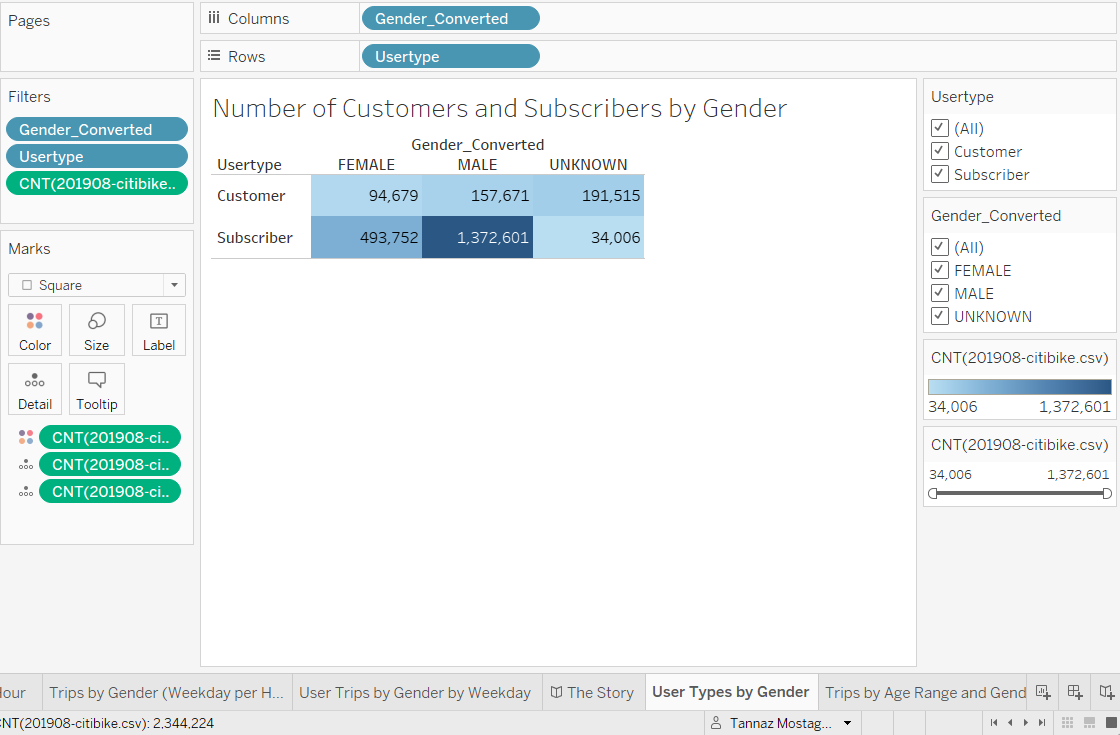 Pages
Columns
Gender_Converted
Rows
Usertype
Filters
Gender_Converted
Usertype
CNT(201908-citibike..
Marks
Square
Color
Size
Label
Detail
Tooltip
CNT(201908-ci..
CNT(201908-ci..
CNT(201908-ci..
Number of Customers and Subscribers by Gender
Gender_Converted
Usertype FEMALE MALE UNKNOWN
Customer 94,679 157,671 191,515
Subscriber 493,752 1,372,601 34,006
Usertype
(All)
Customer
Subscriber
Gender_Converted
(All)
FEMALE
MALE
UNKNOWN
CNT(201908-citibike.csv)
34,006 1,372,601
CNT(201908-citibike.csv)
34,006 1,372,601
Hour Trips by Gender (Weekday per H... User Trips by Gender by Weekday The Story User Types by Gender Trips by Age Range and Gend
CNT(201908-citibike.csv): 2,344,224 Tannaz Mostag...